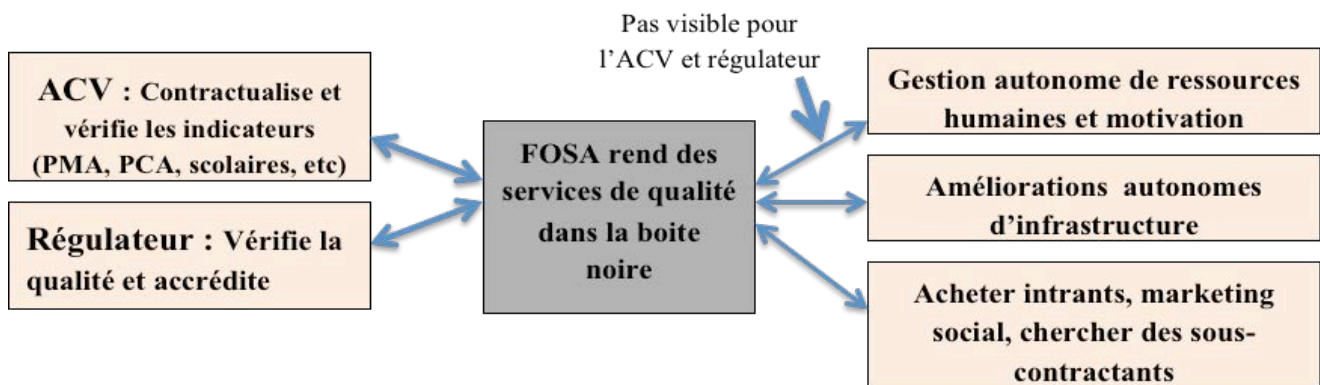 Pas visible pour
l’ACV et régulateur
ACV : Contractualise et
vérifie les indicateurs
(PMA, PCA, scolaires, etc)
Régulateur : Vérifie la
qualité et accrédite
FOSA rend des
services de qualité
dans la boite
noire
Gestion autonome de ressources
humaines et motivation
Améliorations autonomes
d’infrastructure
Acheter intrants, marketing
social, chercher des sous-
contractants